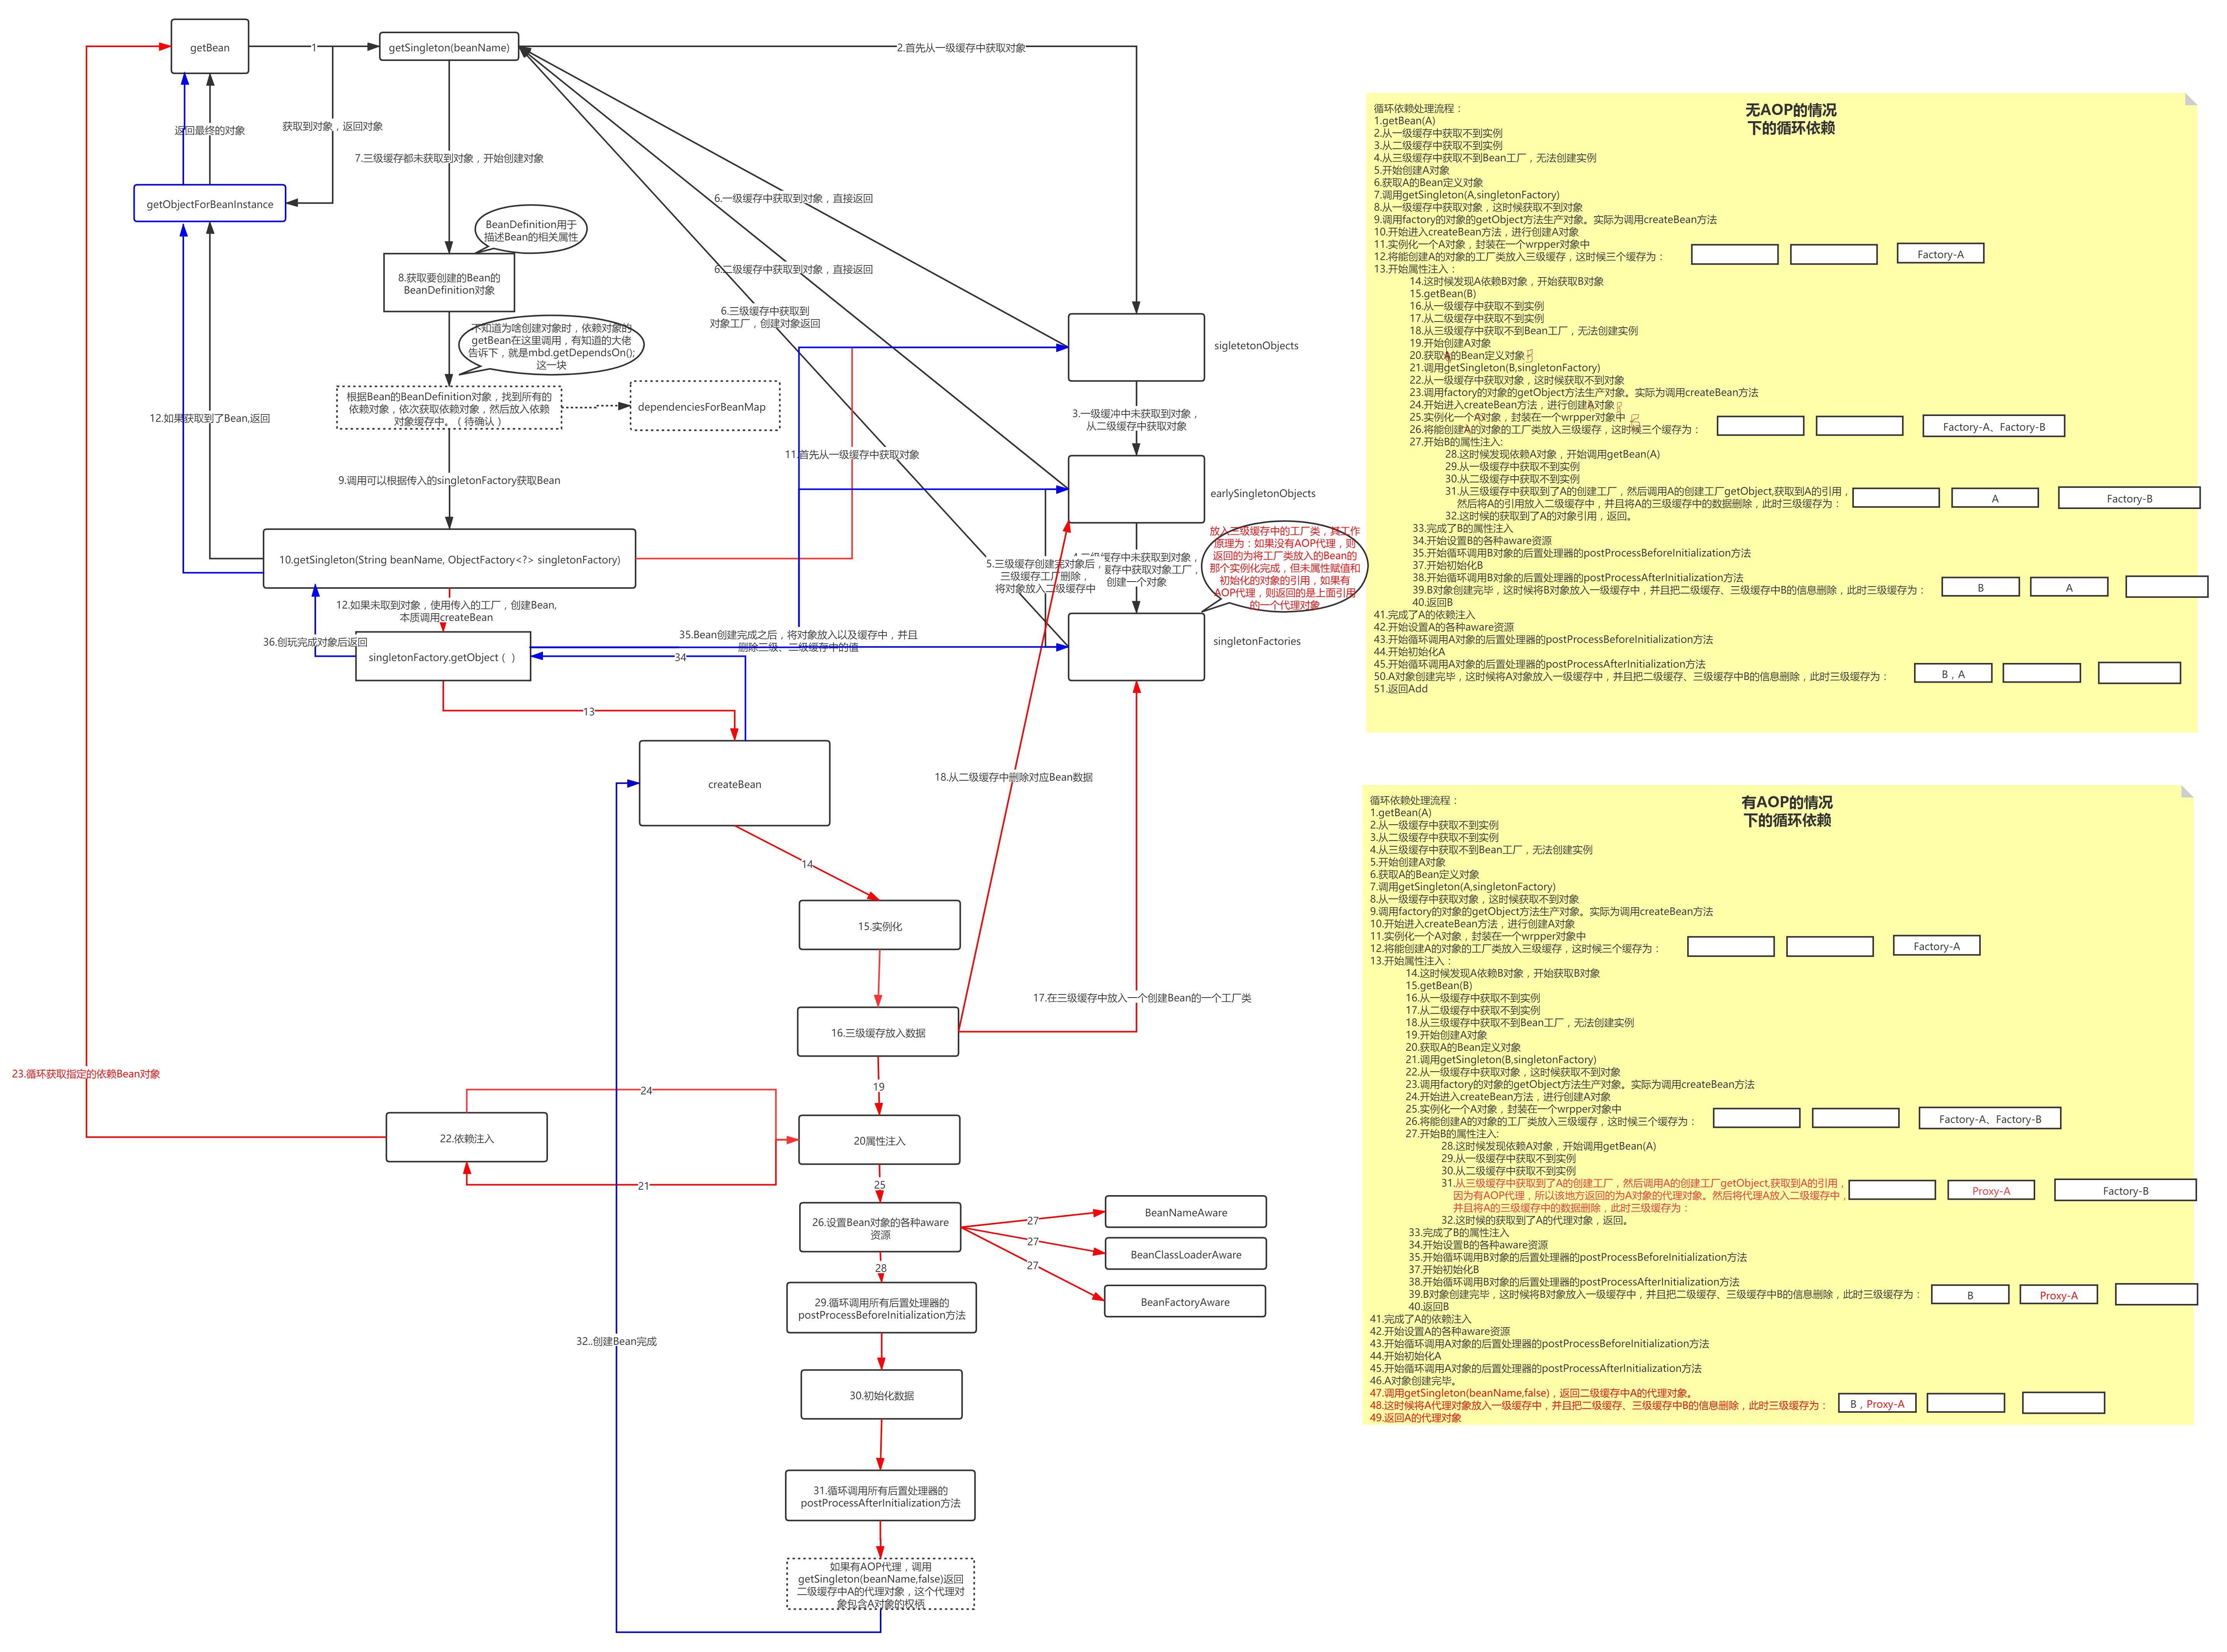 getBean
1
getSingleton(beanName)
2.首先从一级缓存中获取对象
返回最终的对象
获取到对象，返回对象
7.三级缓存都未获取到对象，开始创建对象
getObjectForBeanInstance
6.一级缓存中获取到对象，直接返回
BeanDefinition用于
描述Bean的相关属性
8.获取要创建的Bean的
BeanDefinition对象
6.二级缓存中获取到对象，直接返回
6.三级缓存中获取到
对象工厂，创建对象返回
不知道为啥创建对象时，依赖对象的
getBean在这里调用，有知道的大佬
告诉下，就是mbd.getDependsOn();
这一块
sigletetonObjects
根据Bean的BeanDefinition对象，找到所有的
依赖对象，依次获取依赖对象，然后放入依赖
对象缓存中。（待确认）
dependenciesForBeanMap
12.如果获取到了Bean,返回
3.一级缓冲中未获取到对象，
从二级缓存中获取对象
11.首先从一级缓存中获取对象
9.调用可以根据传入的singletonFactory获取Bean
earlySingletonObjects
10.getSingleton(String beanName, ObjectFactory<?> singletonFactory)
5.三级缓存创建完对象后，
三级缓存工厂删除，
将对象放入二级缓存中
级缓存中未获取到对象，
缓存中获取对象工厂，
创建一个对象
放入三级缓存中的工厂类，其工作
原理为：如果没有AOP代理，则
返回的为将工厂类放入的Bean的
那个实例化完成，但未属性赋值和
初始化的对象的引用，如果有
AOP代理，则返回的是上面引用
的一个代理对象
12.如果未取到对象，使用传入的工厂，创建Bean,
本质调用createBean
36.创玩完成对象后返回
singletonFactory.getObject（ ）
35.Bean创建完成之后，将对象放入以及缓存中，并且
删除三级、二级缓存中的值
34
singletonFactories
13
createBean
18.从二级缓存中删除对应Bean数据
14
15.实例化
17.在三级缓存中放入一个创建Bean的一个工厂类
16.三级缓存放入数据
23.循环获取指定的依赖Bean对象
19
24
22.依赖注入
20属性注入
21
25
26.设置Bean对象的各种aware
资源
27
27
27
BeanNameAware
BeanClassLoaderAware
BeanFactoryAware
28
29.循环调用所有后置处理器的
postProcessBeforeInitialization方法
32..创建Bean完成
30.初始化数据
31.循环调用所有后置处理器的
postProcessAfterInitialization方法
如果有AOP代理，调用
getSingleton(beanName,false)返回
二级缓存中A的代理对象，这个代理对
象包含A对象的权柄
无AOP的情况
下的循环依赖
循环依赖处理流程：
1.getBean(A)
2.从一级缓存中获取不到实例
3.从二级缓存中获取不到实例
4.从三级缓存中获取不到Bean工厂，无法创建实例
5.开始创建A对象
6.获取A的Bean定义对象
7.调用getSingleton(A,singletonFactory)
8.从一级缓存中获取对象，这时候获取不到对象
9.调用factory的对象的getObject方法生产对象。实际为调用createBean方法
10.开始进入createBean方法，进行创建A对象
11.实例化一个A对象，封装在一个wrpper对象中
12.将能创建A的对象的工厂类放入三级缓存，这时候三个缓存为： Factory-A
13.开始属性注入：
14.这时候发现A依赖B对象，开始获取B对象
15.getBean(B)
16.从一级缓存中获取不到实例
17.从二级缓存中获取不到实例
18.从三级缓存中获取不到Bean工厂，无法创建实例
19.开始创建A对象
20.获取A的Bean定义对象
21.调用getSingleton(B,singletonFactory)
22.从一级缓存中获取对象，这时候获取不到对象
23.调用factory的对象的getObject方法生产对象。实际为调用createBean方法
24.开始进入createBean方法，进行创建A对象
25.实例化一个A对象，封装在一个wrpper对象中
26.将能创建A的对象的工厂类放入三级缓存，这时候三个缓存为： Factory-A、Factory-B
27.开始B的属性注入:
28.这时候发现依赖A对象，开始调用getBean(A)
29.从一级缓存中获取不到实例
30.从二级缓存中获取不到实例
31.从三级缓存中获取到了A的创建工厂，然后调用A的创建工厂getObject,获取到A的引用，
然后将A的引用放入二级缓存中，并且将A的三级缓存中的数据删除，此时三级缓存为： A Factory-B
32.这时候的获取到了A的对象引用，返回。
33.完成了B的属性注入
34.开始设置B的各种aware资源
35.开始循环调用B对象的后置处理器的postProcessBeforeInitialization方法
37.开始初始化B
38.开始循环调用B对象的后置处理器的postProcessAfterInitialization方法
39.B对象创建完毕，这时候将B对象放入一级缓存中，并且把二级缓存、三级缓存中B的信息删除，此时三级缓存为： B A
40.返回B
41.完成了A的依赖注入
42.开始设置A的各种aware资源
43.开始循环调用A对象的后置处理器的postProcessBeforeInitialization方法
44.开始初始化A
45.开始循环调用A对象的后置处理器的postProcessAfterInitialization方法
50.A对象创建完毕，这时候将A对象放入一级缓存中，并且把二级缓存、三级缓存中B的信息删除，此时三级缓存为： B，A
51.返回Add
有AOP的情况
下的循环依赖
循环依赖处理流程：
1.getBean(A)
2.从一级缓存中获取不到实例
3.从二级缓存中获取不到实例
4.从三级缓存中获取不到Bean工厂，无法创建实例
5.开始创建A对象
6.获取A的Bean定义对象
7.调用getSingleton(A,singletonFactory)
8.从一级缓存中获取对象，这时候获取不到对象
9.调用factory的对象的getObject方法生产对象。实际为调用createBean方法
10.开始进入createBean方法，进行创建A对象
11.实例化一个A对象，封装在一个wrpper对象中
12.将能创建A的对象的工厂类放入三级缓存，这时候三个缓存为： Factory-A
13.开始属性注入：
14.这时候发现A依赖B对象，开始获取B对象
15.getBean(B)
16.从一级缓存中获取不到实例
17.从二级缓存中获取不到实例
18.从三级缓存中获取不到Bean工厂，无法创建实例
19.开始创建A对象
20.获取A的Bean定义对象
21.调用getSingleton(B,singletonFactory)
22.从一级缓存中获取对象，这时候获取不到对象
23.调用factory的对象的getObject方法生产对象。实际为调用createBean方法
24.开始进入createBean方法，进行创建A对象
25.实例化一个A对象，封装在一个wrpper对象中
26.将能创建A的对象的工厂类放入三级缓存，这时候三个缓存为： Factory-A、Factory-B
27.开始B的属性注入:
28.这时候发现依赖A对象，开始调用getBean(A)
29.从一级缓存中获取不到实例
30.从二级缓存中获取不到实例
31.从三级缓存中获取到了A的创建工厂，然后调用A的创建工厂getObject,获取到A的引用，
因为有AOP代理，所以该地方返回的为A对象的代理对象。然后将代理A放入二级缓存中， Proxy-A Factory-B
并且将A的三级缓存中的数据删除，此时三级缓存为：
32.这时候的获取到了A的代理对象，返回。
33.完成了B的属性注入
34.开始设置B的各种aware资源
35.开始循环调用B对象的后置处理器的postProcessBeforeInitialization方法
37.开始初始化B
38.开始循环调用B对象的后置处理器的postProcessAfterInitialization方法
39.B对象创建完毕，这时候将B对象放入一级缓存中，并且把二级缓存、三级缓存中B的信息删除，此时三级缓存为： B Proxy-A
40.返回B
41.完成了A的依赖注入
42.开始设置A的各种aware资源
43.开始循环调用A对象的后置处理器的postProcessBeforeInitialization方法
44.开始初始化A
45.开始循环调用A对象的后置处理器的postProcessAfterInitialization方法
46.A对象创建完毕。
47.调用getSingleton(beanName,false)，返回二级缓存中A的代理对象。
48.这时候将A代理对象放入一级缓存中，并且把二级缓存、三级缓存中B的信息删除，此时三级缓存为： B，Proxy-A
49.返回A的代理对象